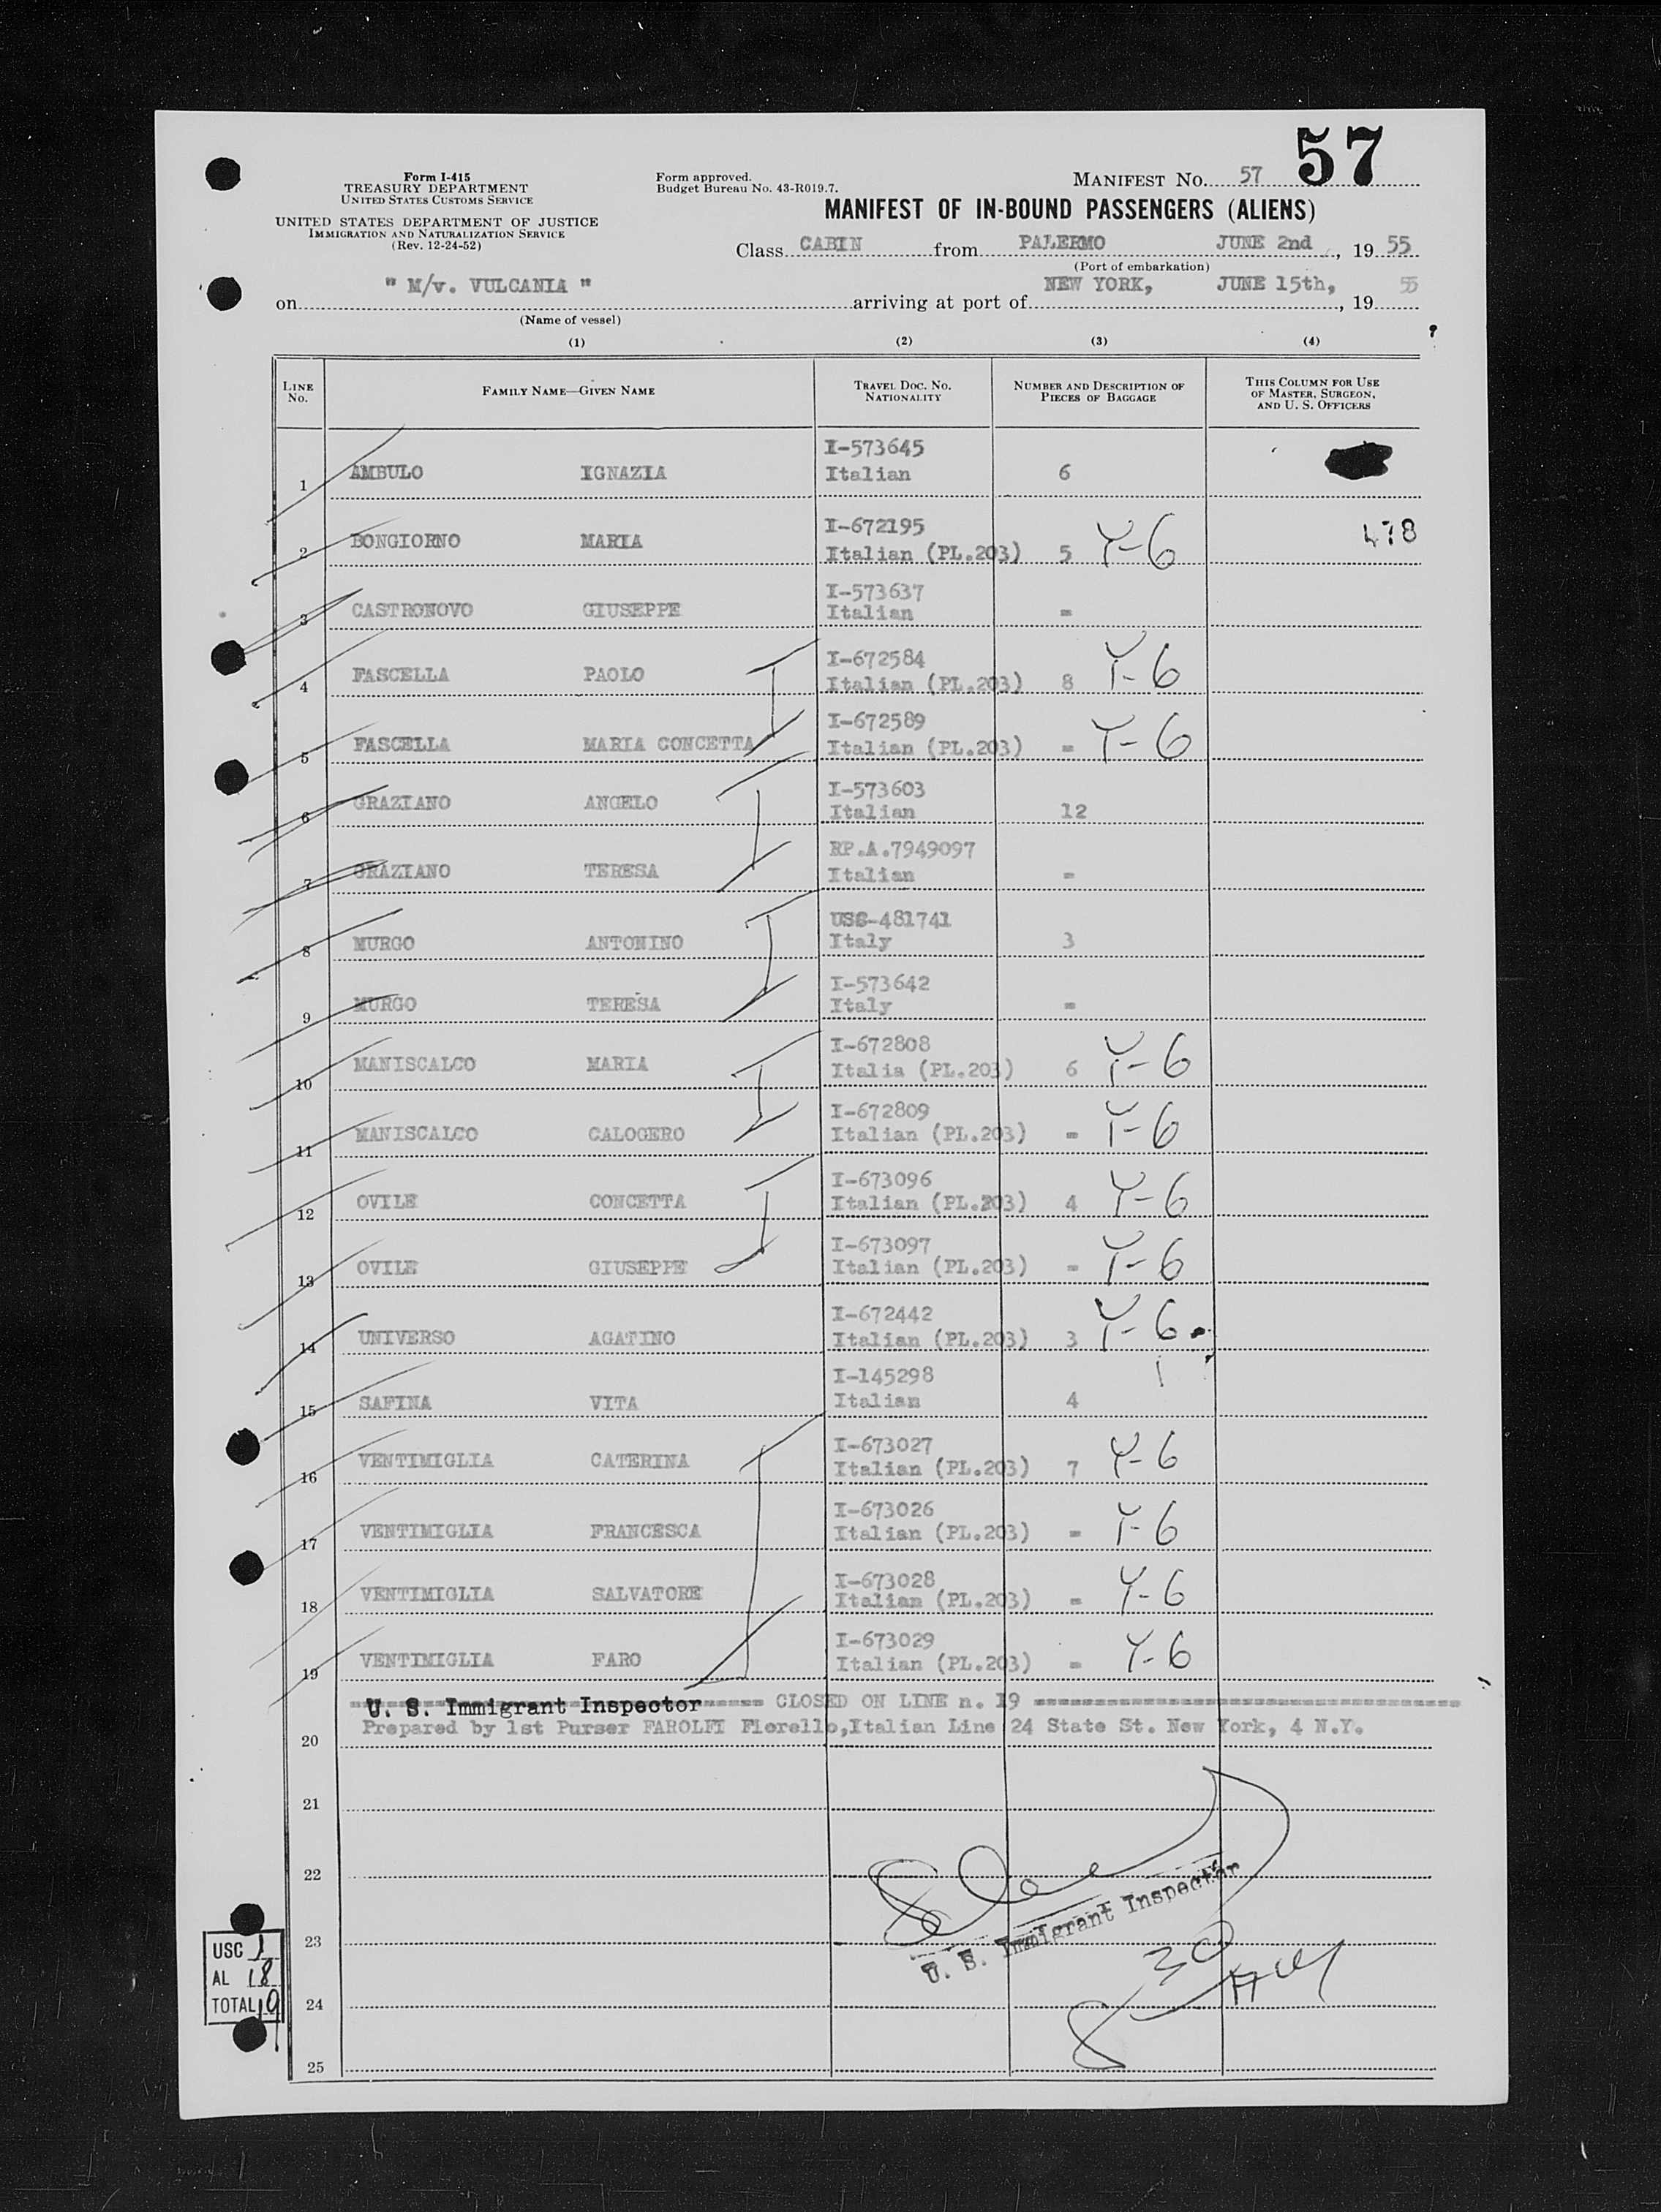 57
Form I-415
TREASURY DEPARTMENT
UNITED STATES CUSTOMS SERVICE
UNITED STATES DEPARTMENT OF JUSTICE
IMMIGRATION AND NATURALIZATION SERVICE
(Rev. 12-24-52)
Form approved.
Budget Bureau No. 43-R019.7.
MANIFEST No. 57
MANIFEST OF IN-BOUND PASSENGERS (ALIENS)
Class CABIN from PALERMO JUNE 2nd, 19 55
(Port of embarkation)
on " M/v. VULCANIA " arriving at port of NEW YORK, JUNE 15th, 19 55
(Name of vessel)
(1) (2) (3) (4)
LINE No. FAMILY NAME—GIVEN NAME TRAVEL DOC. No. NATIONALITY NUMBER AND DESCRIPTION OF PIECES OF BAGGAGE THIS COLUMN FOR USE OF MASTER, SURGEON, AND U. S. OFFICERS
I-573645
1 AMBULO IGNAZIA Italian 6
I-672195
2 BONGIORNO MARIA Italian (PL.203) 5 Y-6 478
I-573637
3 CASTRONOVO GIUSEPPE Italian =
I-672584
4 FASCELLA PAOLO Italian (PL.203) 8 Y-6
I-672589
5 FASCELLA MARIA CONCETTA Italian (PL.203) = Y-6
I-573603
6 GRAZIANO ANGELO Italian 12
RP.A.7949097
7 GRAZIANO TERESA Italian =
USC-481741
8 MURGO ANTONINO Italy 3
I-573642
9 MURGO TERESA Italy =
I-672808
10 MANISCALCO MARIA Italia (PL.203) 6 Y-6
I-672809
11 MANISCALCO CALOGERO Italian (PL.203) = Y-6
I-673096
12 OVILE CONCETTA Italian (PL.203) 4 Y-6
I-673097
13 OVILE GIUSEPPE Italian (PL.203) = Y-6
I-672442
14 UNIVERSO AGATINO Italian (PL.203) 3 Y-6
I-145298
15 SAFINA VITA Italian 4
I-673027
16 VENTIMIGLIA CATERINA Italian (PL.203) 7 Y-6
I-673026
17 VENTIMIGLIA FRANCESCA Italian (PL.203) = Y-6
I-673028
18 VENTIMIGLIA SALVATORE Italian (PL.203) = Y-6
I-673029
19 VENTIMIGLIA FARO Italian (PL.203) = Y-6
U. S. Immigrant Inspector CLOSED ON LINE n. 19
20 Prepared by 1st Purser FAROLFI Fiorello,Italian Line 24 State St. New York, 4 N.Y.
21
22
U. S. Immigrant Inspector
23
30
USC 1
AL 18
TOTAL 19
24
25